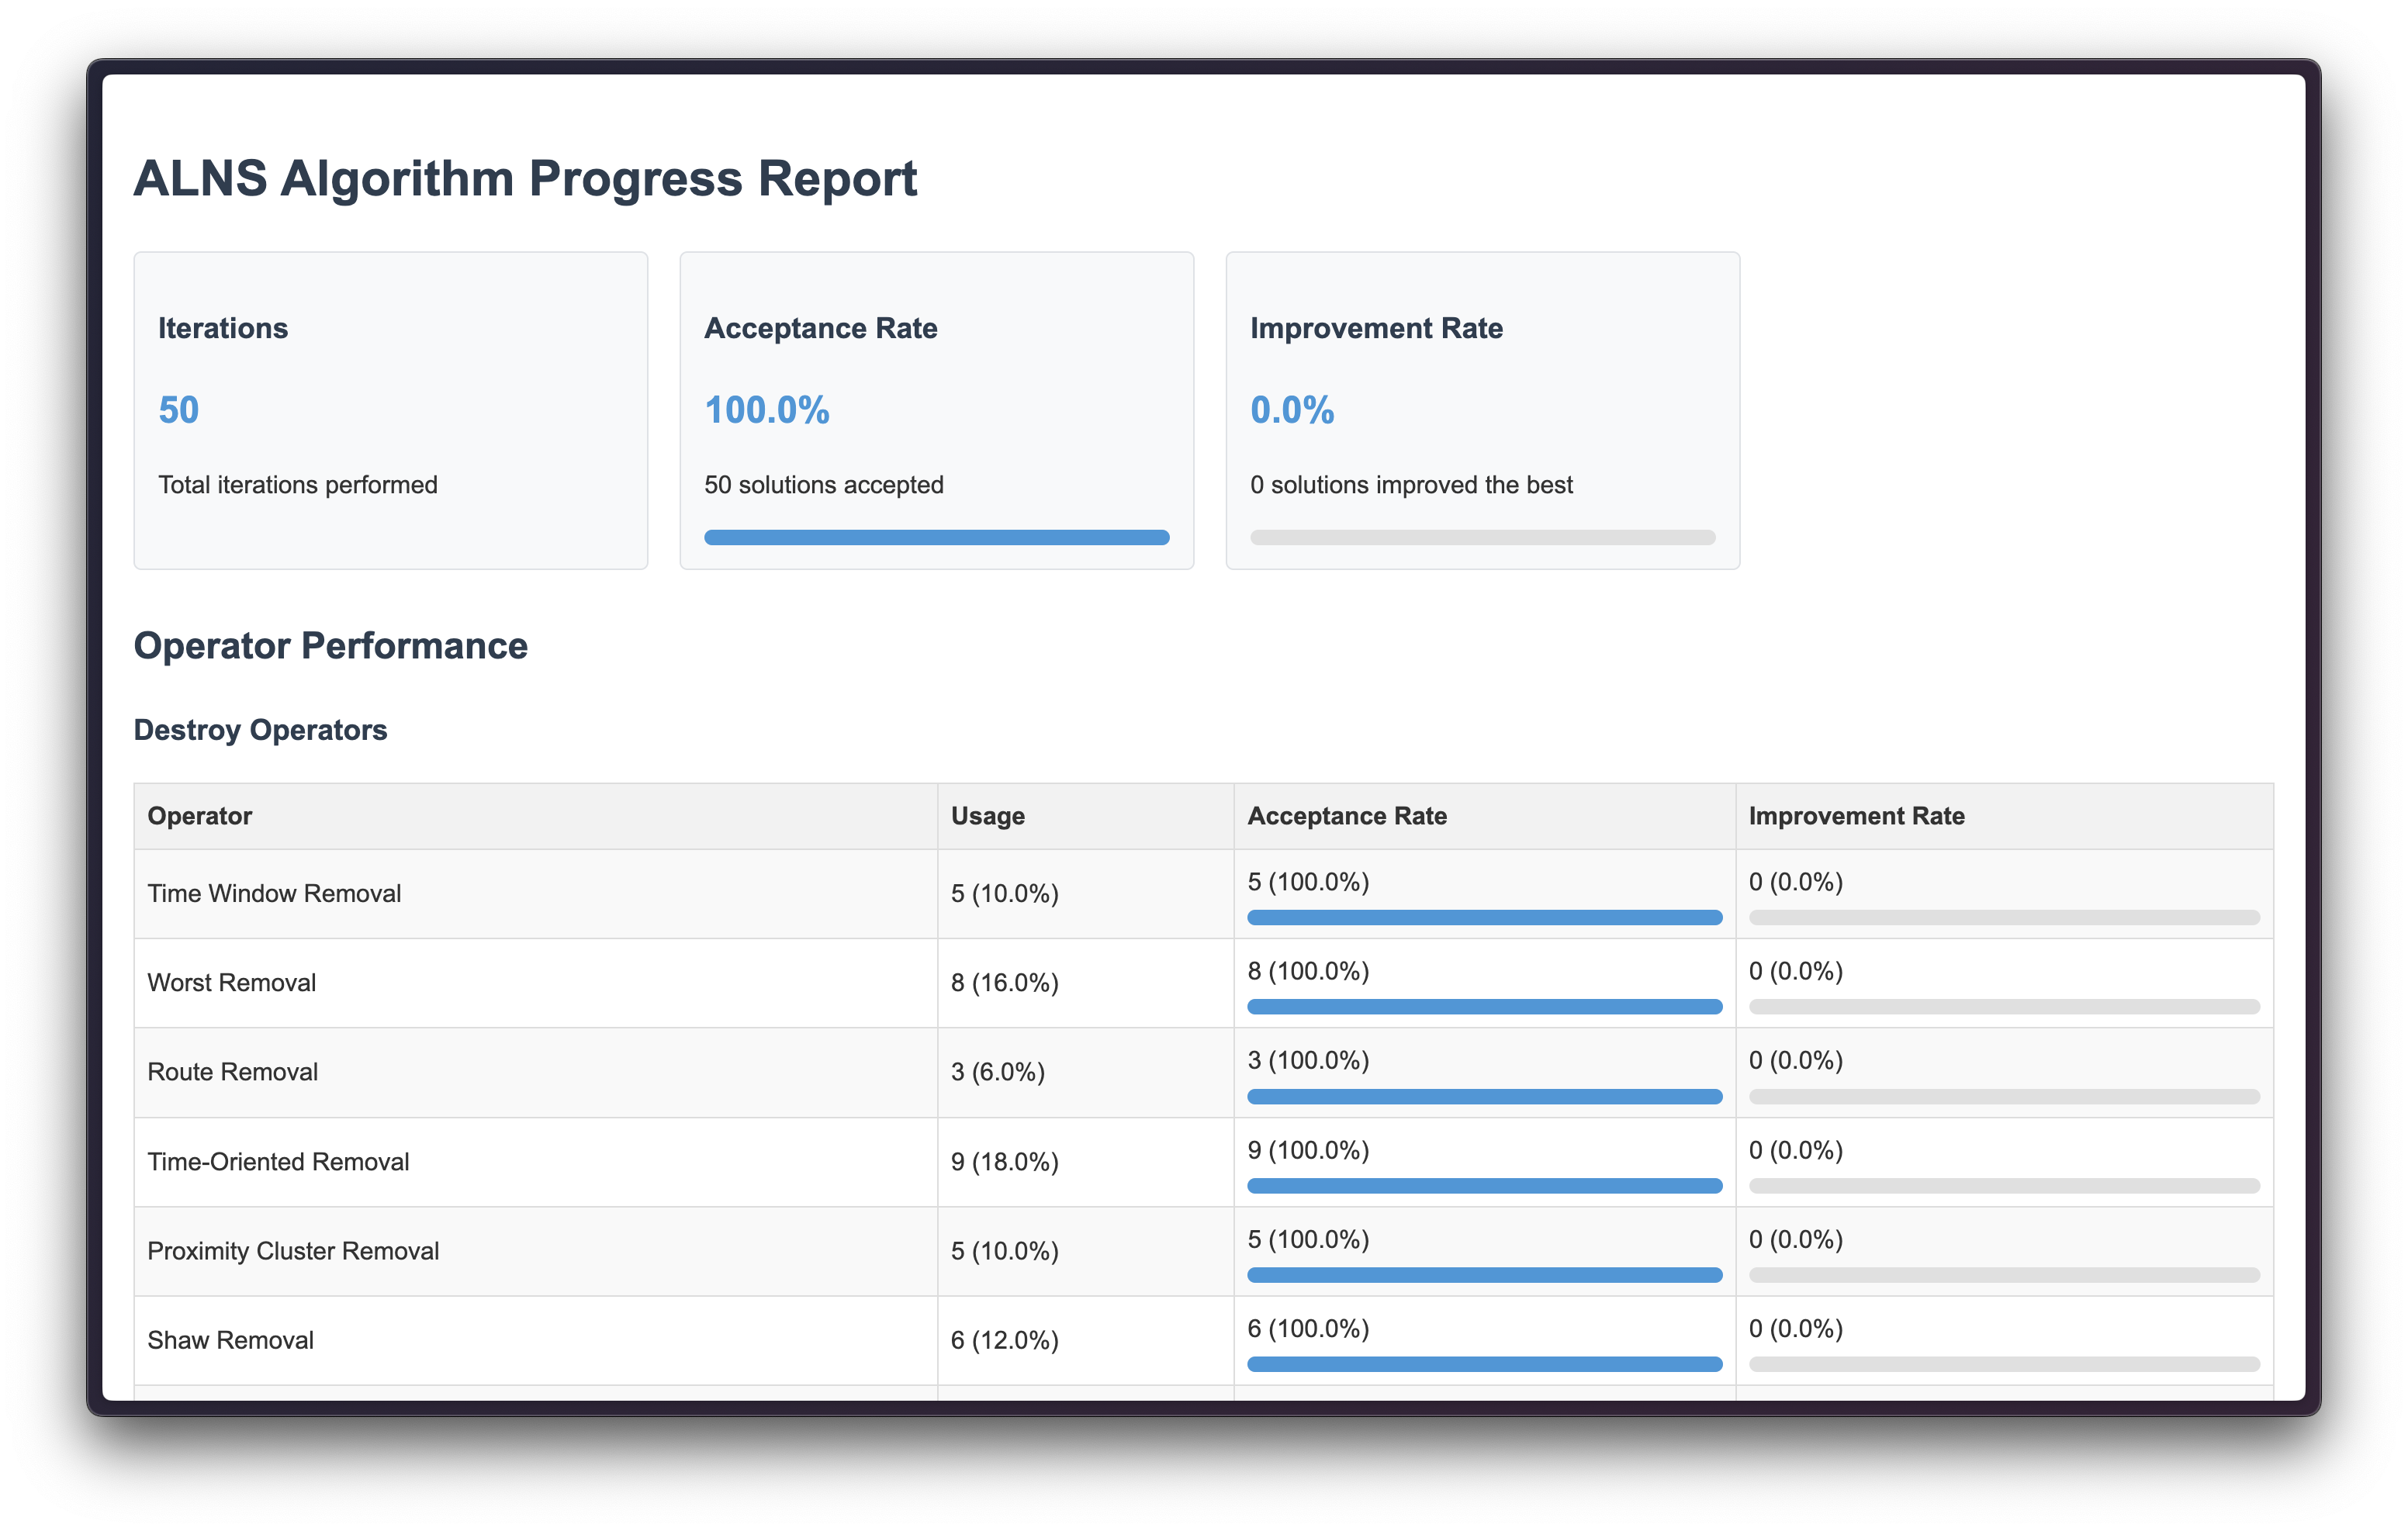 ALNS Algorithm Progress Report
Iterations
50
Total iterations performed
Acceptance Rate
100.0%
50 solutions accepted
Improvement Rate
0.0%
0 solutions improved the best
Operator Performance
Destroy Operators
Operator Usage Acceptance Rate Improvement Rate
Time Window Removal 5 (10.0%) 5 (100.0%) 0 (0.0%)
Worst Removal 8 (16.0%) 8 (100.0%) 0 (0.0%)
Route Removal 3 (6.0%) 3 (100.0%) 0 (0.0%)
Time-Oriented Removal 9 (18.0%) 9 (100.0%) 0 (0.0%)
Proximity Cluster Removal 5 (10.0%) 5 (100.0%) 0 (0.0%)
Shaw Removal 6 (12.0%) 6 (100.0%) 0 (0.0%)